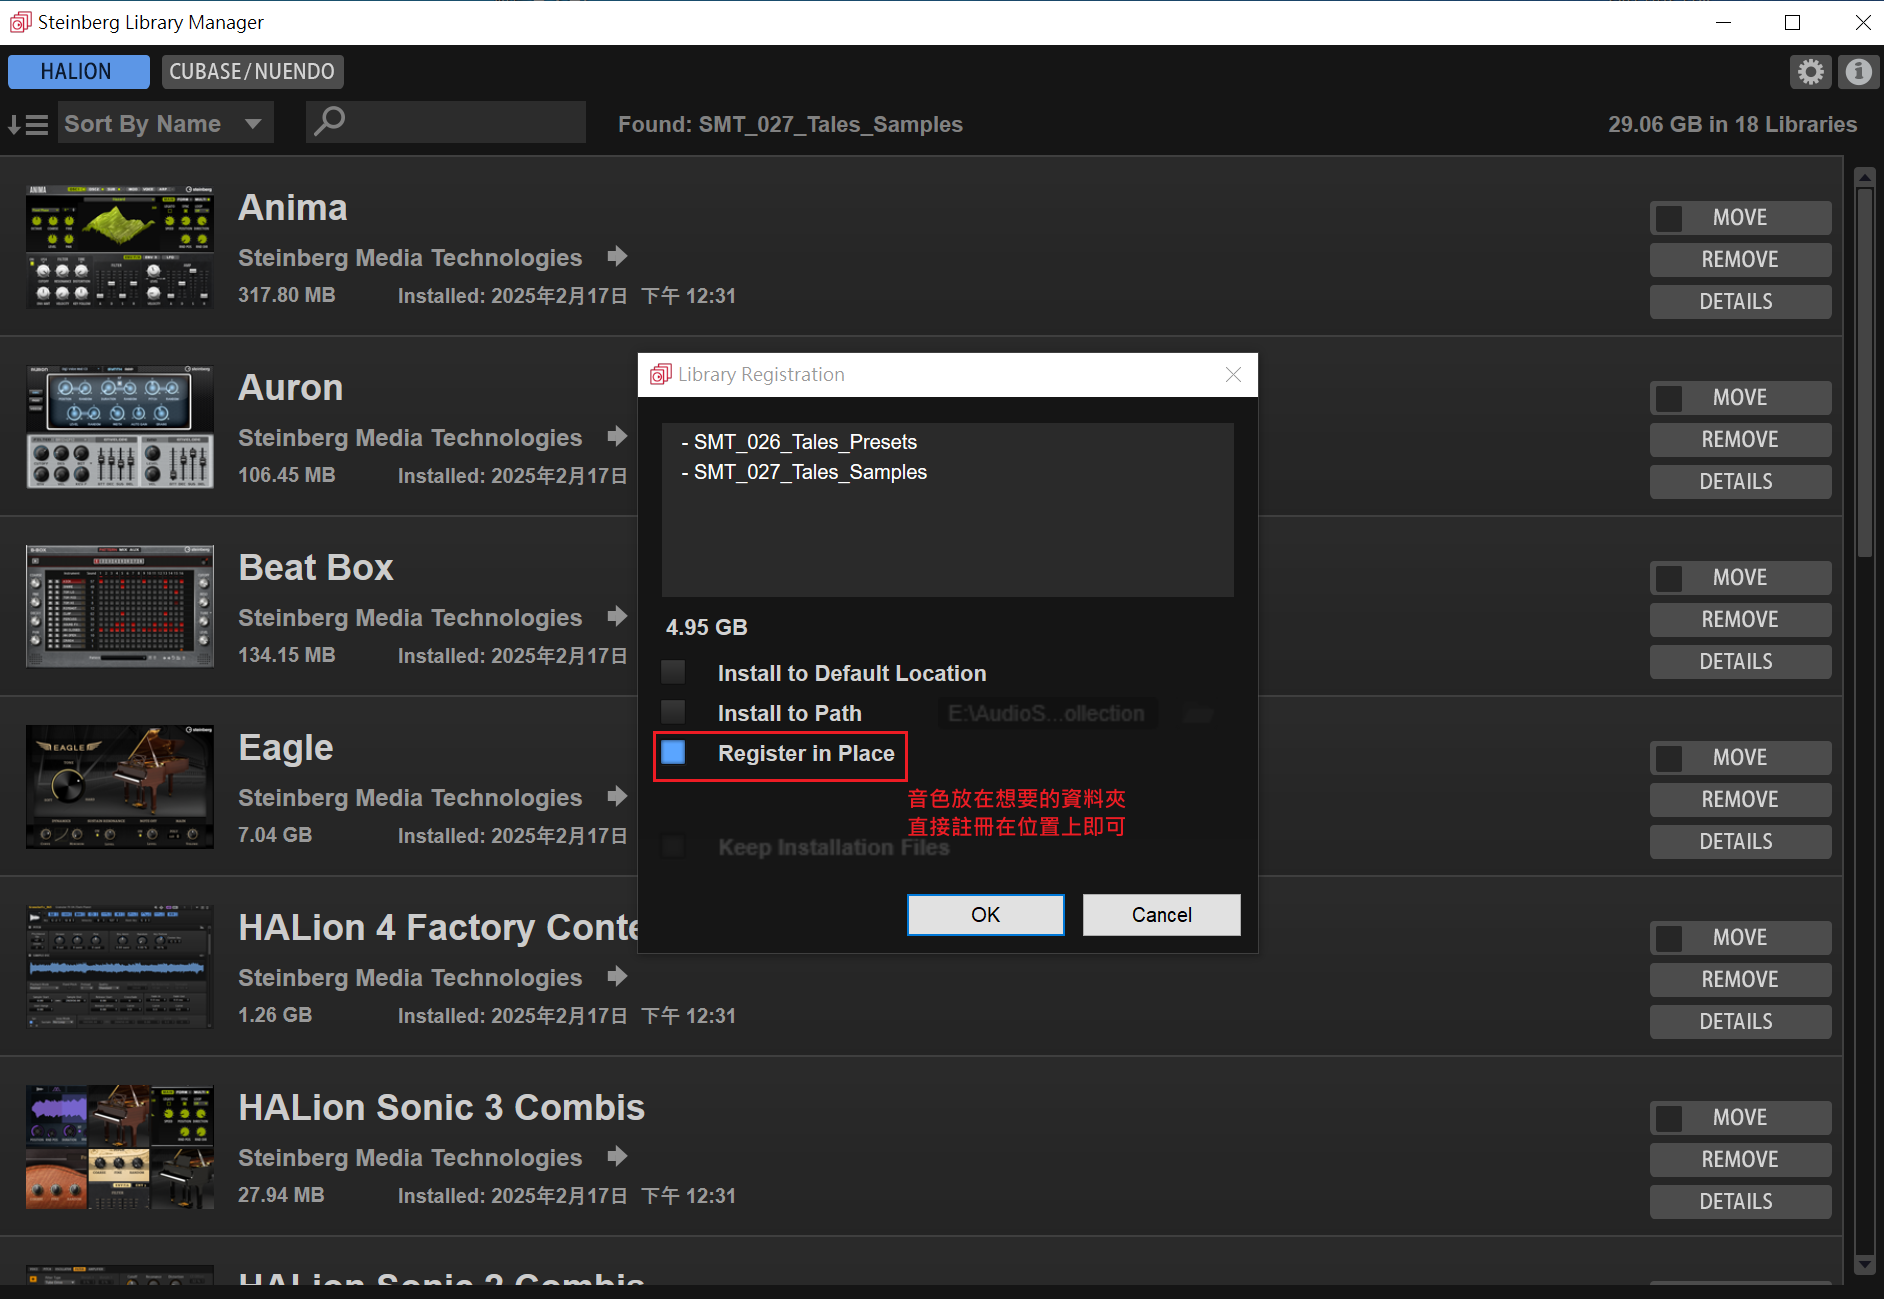 Steinberg Library Manager
HALION
CUBASE/NUENDO
Sort By Name
Found: SMT_027_Tales_Samples
29.06 GB in 18 Libraries
Anima
Steinberg Media Technologies
317.80 MB
Installed: 2025年2月17日 下午 12:31
MOVE
REMOVE
DETAILS
Auron
Steinberg Media Technologies
106.45 MB
Installed: 2025年2月17日
MOVE
REMOVE
DETAILS
Beat Box
Steinberg Media Technologies
134.15 MB
Installed: 2025年2月17日
MOVE
REMOVE
DETAILS
Eagle
Steinberg Media Technologies
7.04 GB
Installed: 2025年2月17日
MOVE
REMOVE
DETAILS
HALion 4 Factory Conte
Steinberg Media Technologies
1.26 GB
Installed: 2025年2月17日 下午 12:31
MOVE
REMOVE
DETAILS
HALion Sonic 3 Combis
Steinberg Media Technologies
27.94 MB
Installed: 2025年2月17日 下午 12:31
MOVE
REMOVE
DETAILS
HALion Sonic 2 Combis
Library Registration
- SMT_026_Tales_Presets
- SMT_027_Tales_Samples
4.95 GB
Install to Default Location
Install to Path
E:\AudioS...ollection
Register in Place
音色放在想要的資料夾
直接註冊在位置上即可
Keep Installation Files
OK
Cancel
ANIMA
steinberg
EAGLE
steinberg